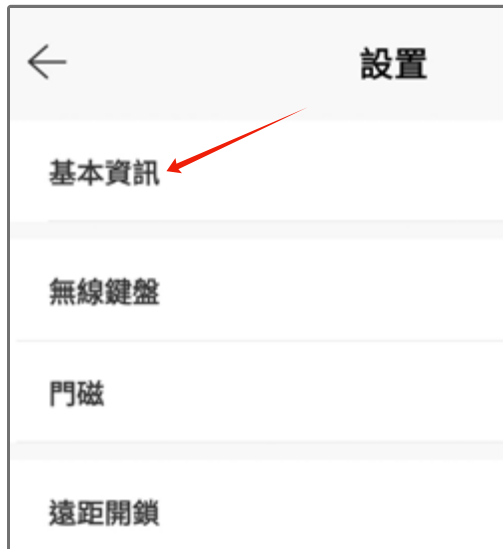 設置
基本資訊
無線鍵盤
門磁
遠距開鎖